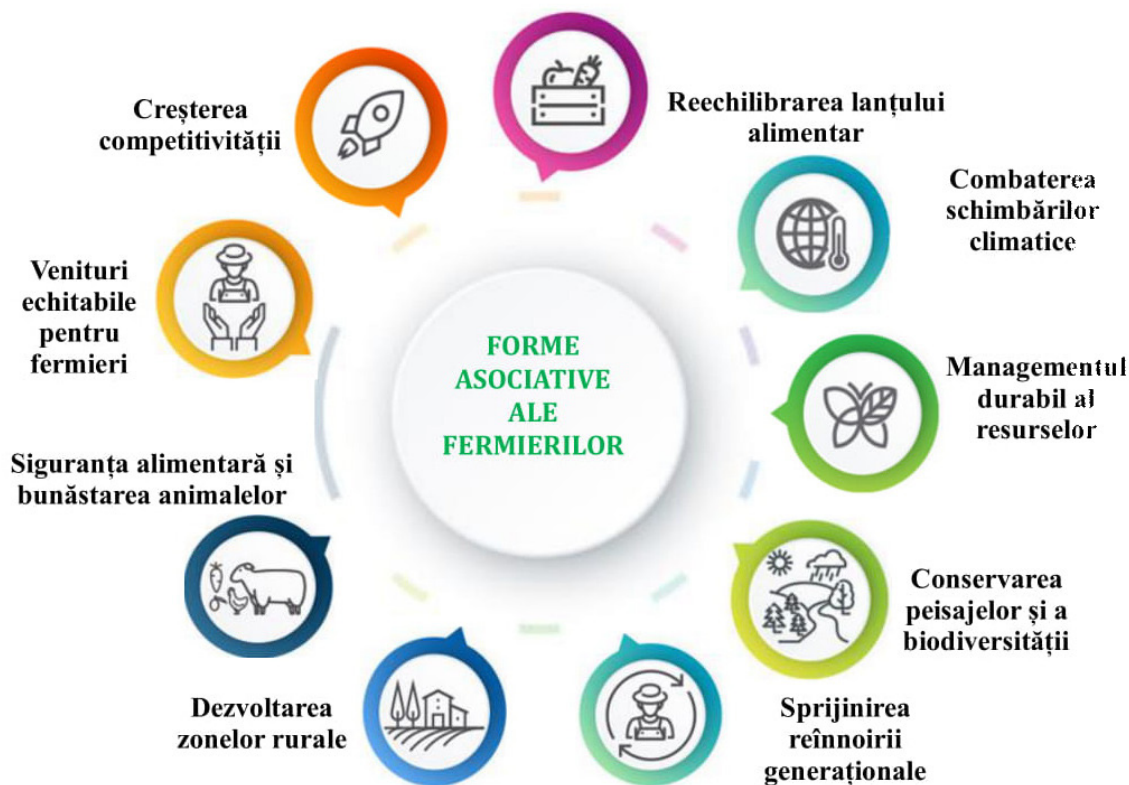 Creșterea
competitivității
Reechilibrarea lanțului
alimentar
Combaterea
schimbărilor
climatice
Venituri
echitabile
pentru
fermieri
FORME
ASOCIATIVE
ALE
FERMIERILOR
Managementul
durabil al
resurselor
Siguranța alimentară și
bunăstarea animalelor
Conservarea
peisajelor și a
biodiversității
Dezvoltarea
zonelor rurale
Sprijinirea
reînnoirii
generaționale